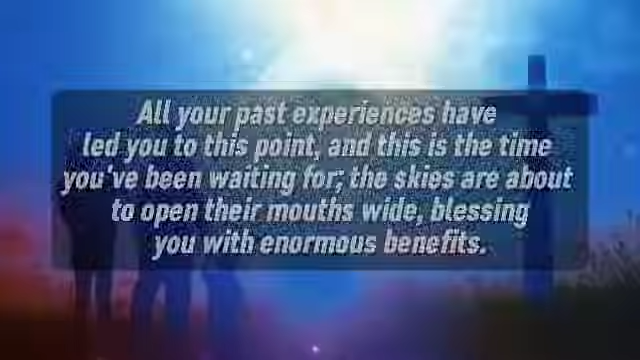 All your past experiences have
led you to this point, and this is the time
you've been waiting for; the skies are about
to open their mouths wide, blessing
you with enormous benefits.